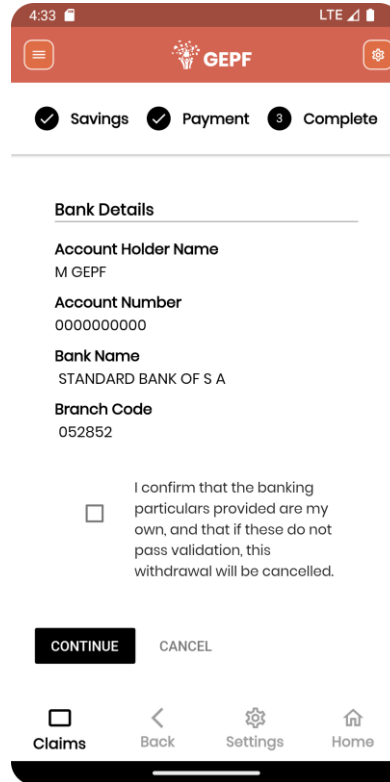 4:33 LTE
GEPF
Savings Payment 3 Complete
Bank Details
Account Holder Name
M GEPF
Account Number
0000000000
Bank Name
STANDARD BANK OF S A
Branch Code
052852
I confirm that the banking
particulars provided are my
own, and that if these do not
pass validation, this
withdrawal will be cancelled.
CONTINUE CANCEL
Claims Back Settings Home